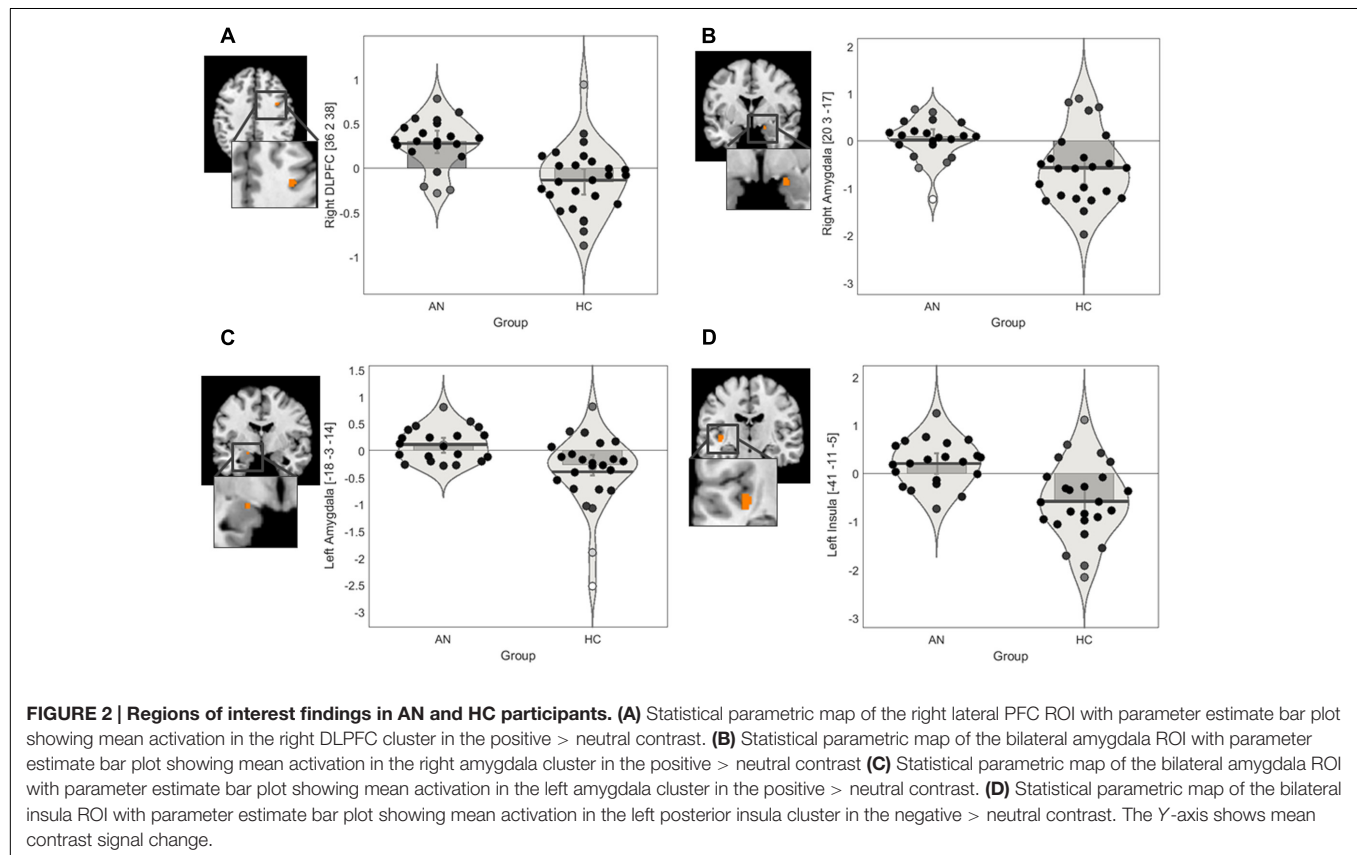 A
Right DLPFC [36 2 38]
1
0.5
0
-0.5
-1
AN
HC
Group
B
Right Amygdala [20 3 -17]
2
1
0
-1
-2
-3
AN
HC
Group
C
Left Amygdala [-18 -3 -14]
1.5
1
0.5
0
-0.5
-1
-1.5
-2
-2.5
-3
AN
HC
Group
D
Left Insula [-41 -11 -5]
2
1
0
-1
-2
-3
AN
HC
Group
FIGURE 2 | Regions of interest findings in AN and HC participants. (A) Statistical parametric map of the right lateral PFC ROI with parameter estimate bar plot
showing mean activation in the right DLPFC cluster in the positive > neutral contrast. (B) Statistical parametric map of the bilateral amygdala ROI with parameter
estimate bar plot showing mean activation in the right amygdala cluster in the positive > neutral contrast (C) Statistical parametric map of the bilateral amygdala ROI
with parameter estimate bar plot showing mean activation in the left amygdala cluster in the positive > neutral contrast. (D) Statistical parametric map of the bilateral
insula ROI with parameter estimate bar plot showing mean activation in the left posterior insula cluster in the negative > neutral contrast. The Y-axis shows mean
contrast signal change.